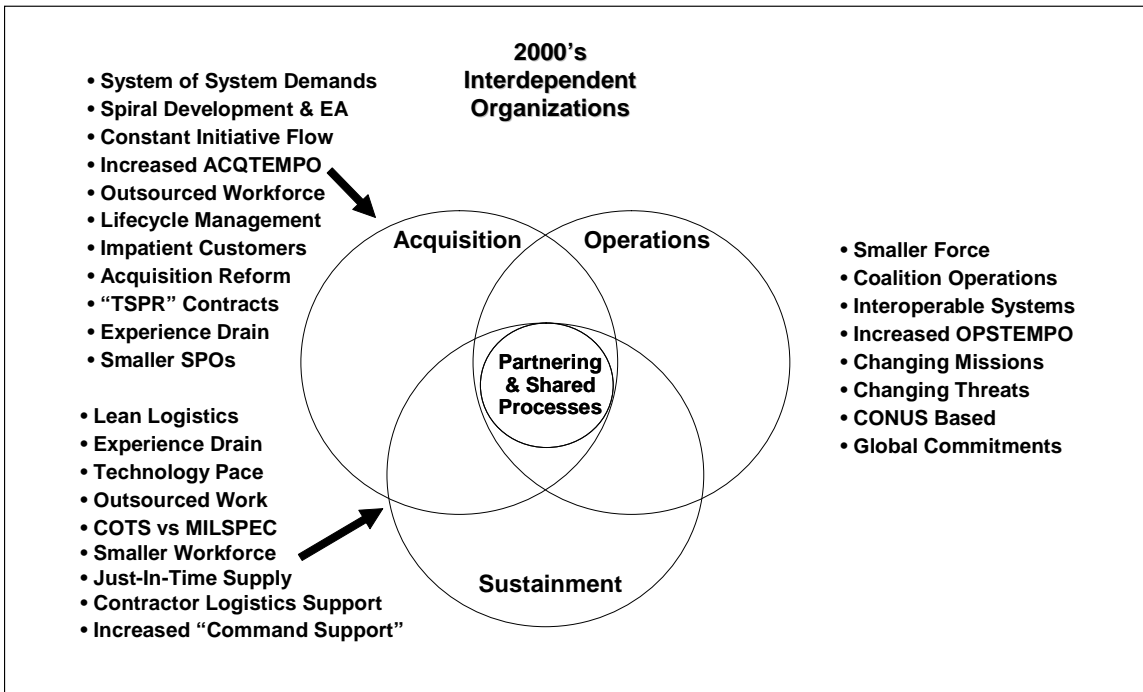 2000’s
Interdependent
Organizations
• System of System Demands
• Spiral Development & EA
• Constant Initiative Flow
• Increased ACQTEMPO
• Outsourced Workforce
• Lifecycle Management
• Impatient Customers
• Acquisition Reform
• “TSPR” Contracts
• Experience Drain
• Smaller SPOs
Acquisition
Operations
Partnering
& Shared
Processes
Sustainment
• Smaller Force
• Coalition Operations
• Interoperable Systems
• Increased OPSTEMPO
• Changing Missions
• Changing Threats
• CONUS Based
• Global Commitments
• Lean Logistics
• Experience Drain
• Technology Pace
• Outsourced Work
• COTS vs MILSPEC
• Smaller Workforce
• Just-In-Time Supply
• Contractor Logistics Support
• Increased “Command Support”